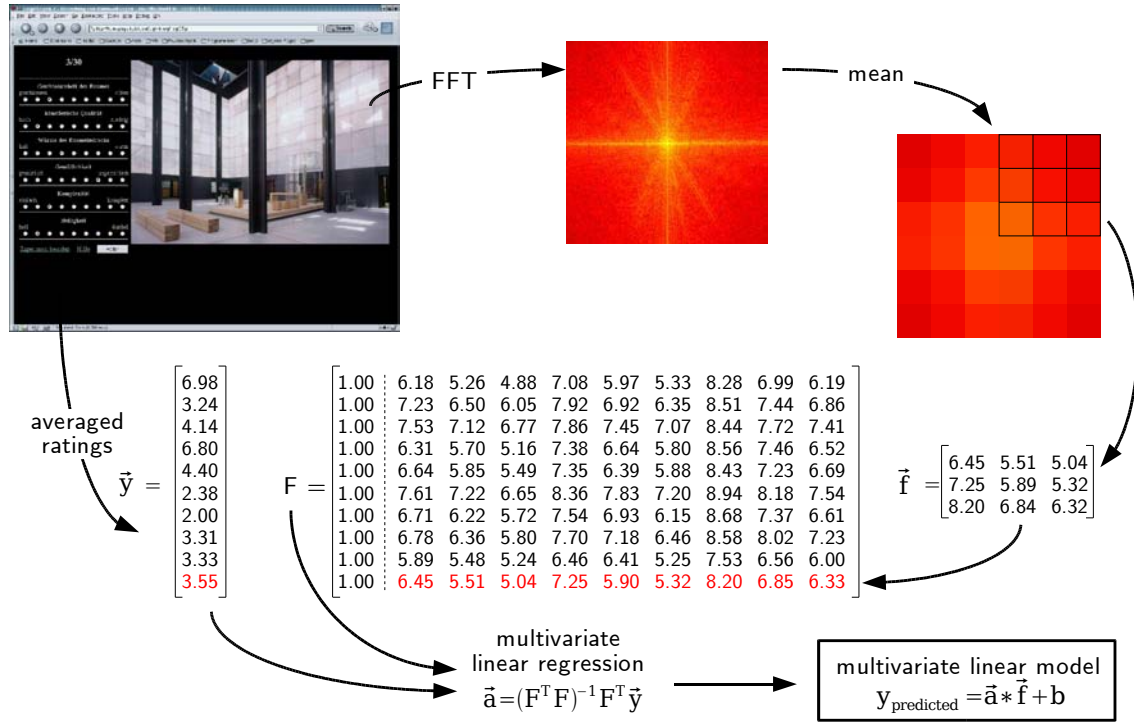 3/30
FFT
mean
averaged
ratings
y⃗ =
6.98
3.24
4.14
6.80
4.40
2.38
2.00
3.31
3.33
3.55
F =
1.00 6.18 5.26 4.88 7.08 5.97 5.33 8.28 6.99 6.19
1.00 7.23 6.50 6.05 7.92 6.92 6.35 8.51 7.44 6.86
1.00 7.53 7.12 6.77 7.86 7.45 7.07 8.44 7.72 7.41
1.00 6.31 5.70 5.16 7.38 6.64 5.80 8.56 7.46 6.52
1.00 6.64 5.85 5.49 7.35 6.39 5.88 8.43 7.23 6.69
1.00 7.61 7.22 6.65 8.36 7.83 7.20 8.94 8.18 7.54
1.00 6.71 6.22 5.72 7.54 6.93 6.15 8.68 7.37 6.61
1.00 6.78 6.36 5.80 7.70 7.18 6.46 8.58 8.02 7.23
1.00 5.89 5.48 5.24 6.46 6.41 5.25 7.53 6.56 6.00
1.00 6.45 5.51 5.04 7.25 5.90 5.32 8.20 6.85 6.33
f⃗ =
6.45 5.51 5.04
7.25 5.89 5.32
8.20 6.84 6.32
multivariate
linear regression
a⃗=(FᵀF)⁻¹Fᵀy⃗
multivariate linear model
y_predicted =a⃗*f⃗+b